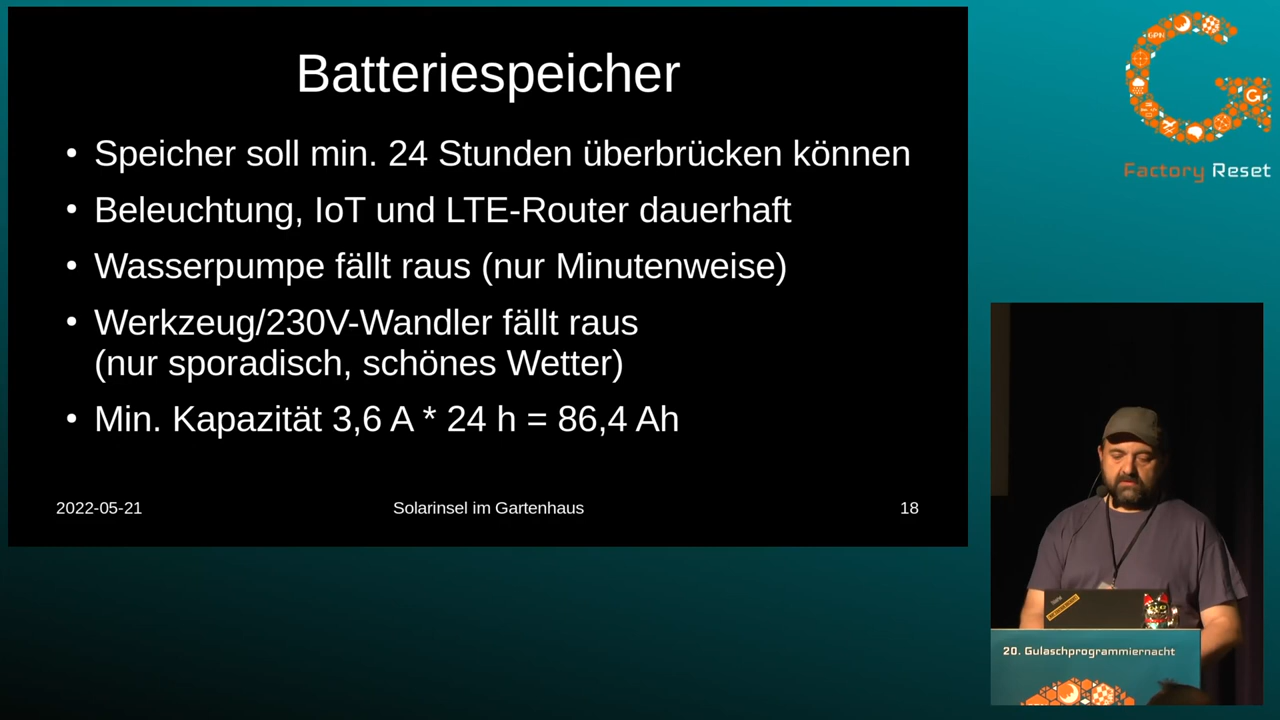 Batteriespeicher
• Speicher soll min. 24 Stunden überbrücken können
• Beleuchtung, IoT und LTE-Router dauerhaft
• Wasserpumpe fällt raus (nur Minutenweise)
• Werkzeug/230V-Wandler fällt raus
(nur sporadisch, schönes Wetter)
• Min. Kapazität 3,6 A * 24 h = 86,4 Ah
2022-05-21
Solarinsel im Gartenhaus
18
GPN
Factory Reset
20. Gulaschprogrammiernacht